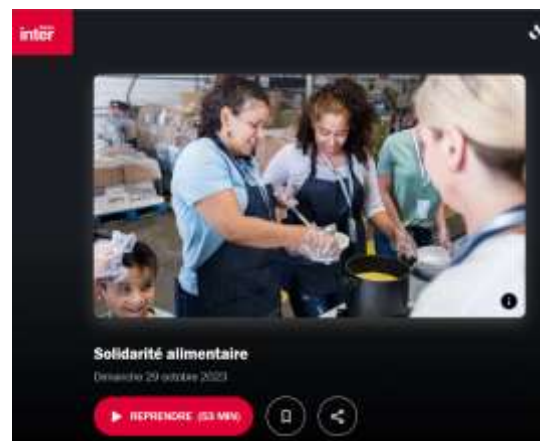 inter
Solidarité alimentaire
Dimanche 29 octobre 2023
REPRENDRE (53 MIN)